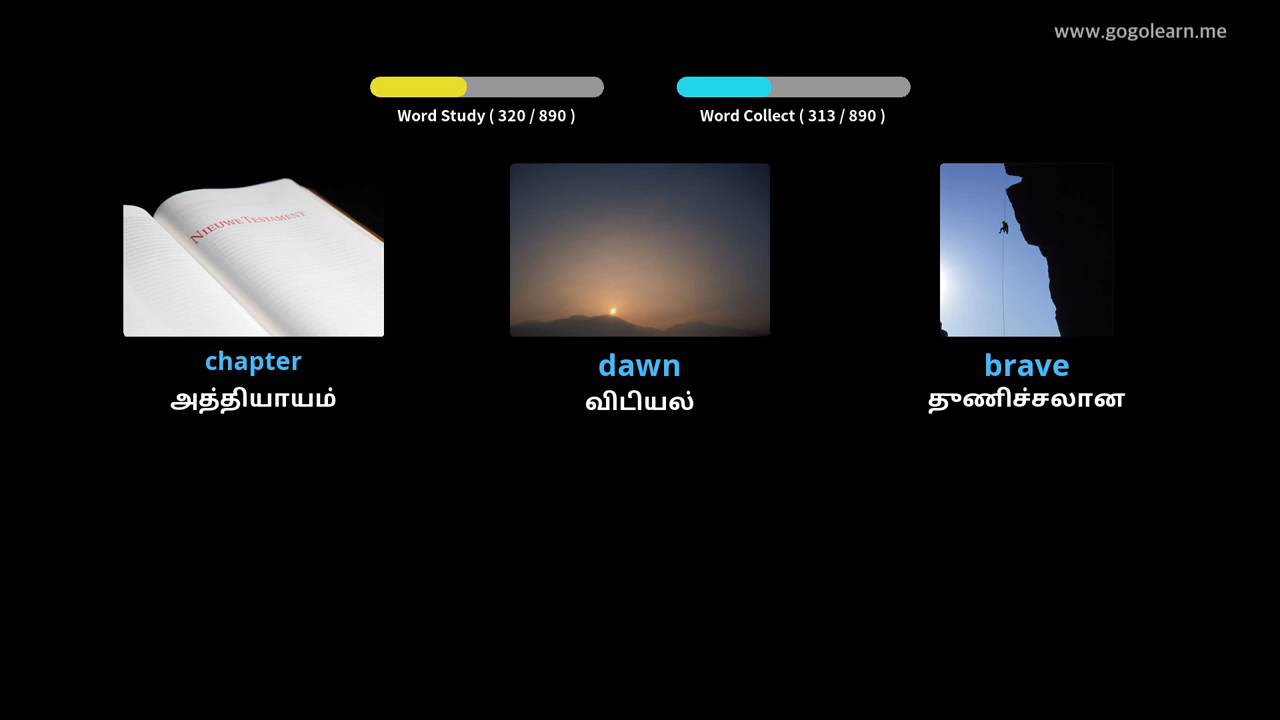 www.gogolearn.me
Word Study ( 320 / 890 )
Word Collect ( 313 / 890 )
NIEUWE TESTAMENT
chapter
அத்தியாயம்
dawn
விடியல்
brave
துணிச்சலான